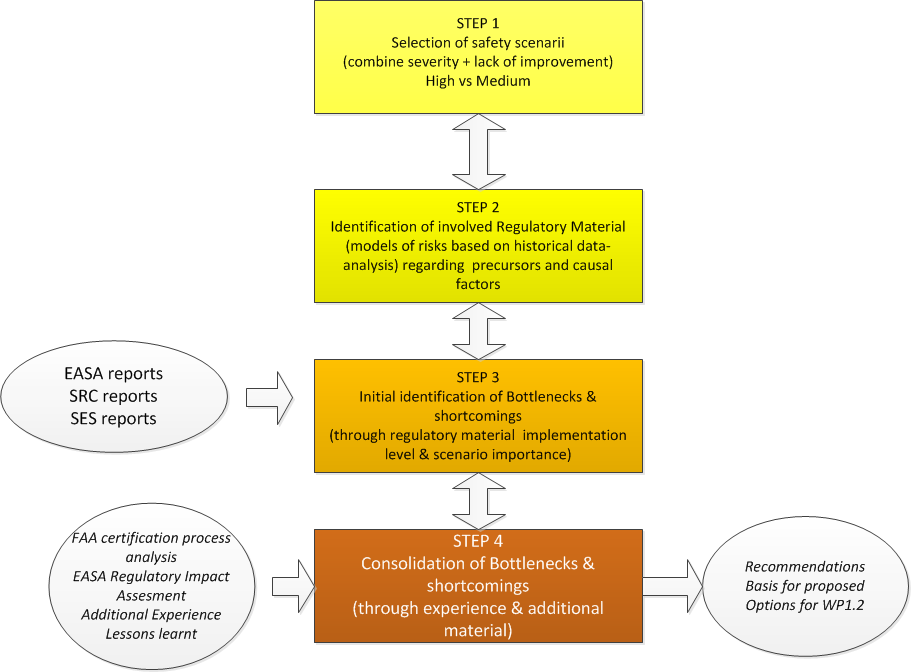 STEP 1
Selection of safety scenarii
(combine severity + lack of improvement)
High vs Medium
STEP 2
Identification of involved Regulatory Material
(models of risks based on historical data-
analysis) regarding precursors and causal
factors
EASA reports
SRC reports
SES reports
STEP 3
Initial identification of Bottlenecks &
shortcomings
(through regulatory material implementation
level & scenario importance)
FAA certification process
analysis
EASA Regulatory Impact
Assesment
Additional Experience
Lessons learnt
STEP 4
Consolidation of Bottlenecks &
shortcomings
(through experience & additional
material)
Recommendations
Basis for proposed
Options for WP1.2